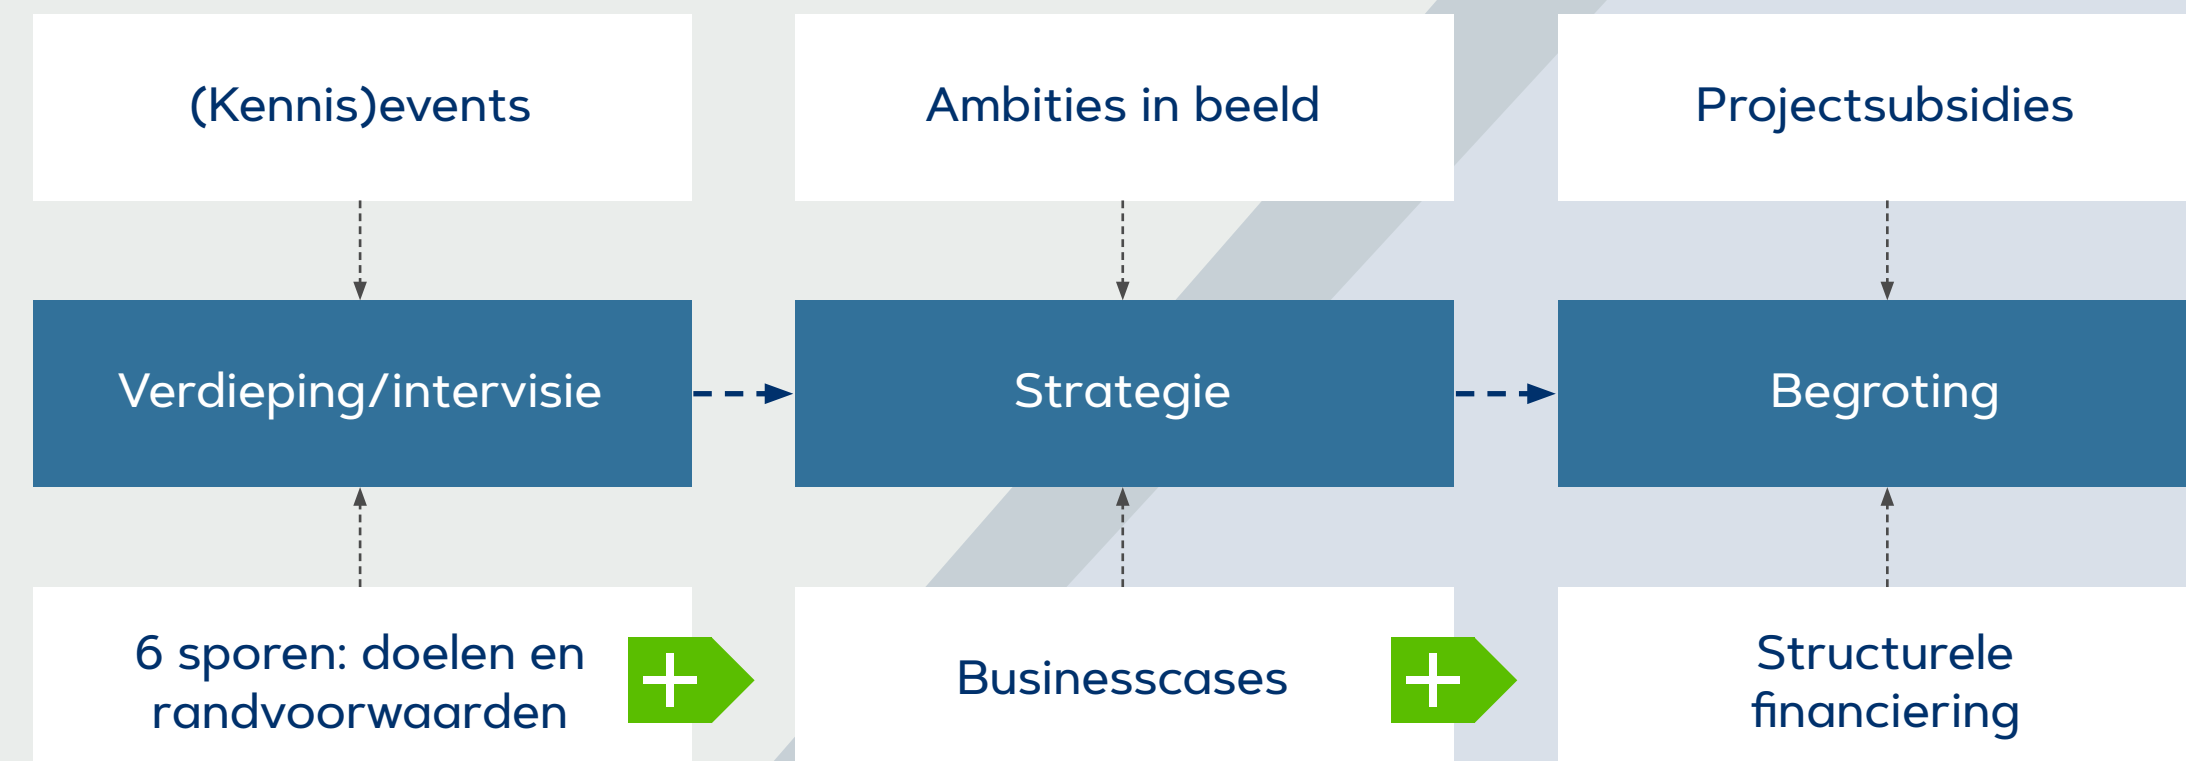 (Kennis)events
Ambities in beeld
Projectsubsidies
Verdieping/intervisie
Strategie
Begroting
6 sporen: doelen en
randvoorwaarden
Businesscases
Structurele
financiering